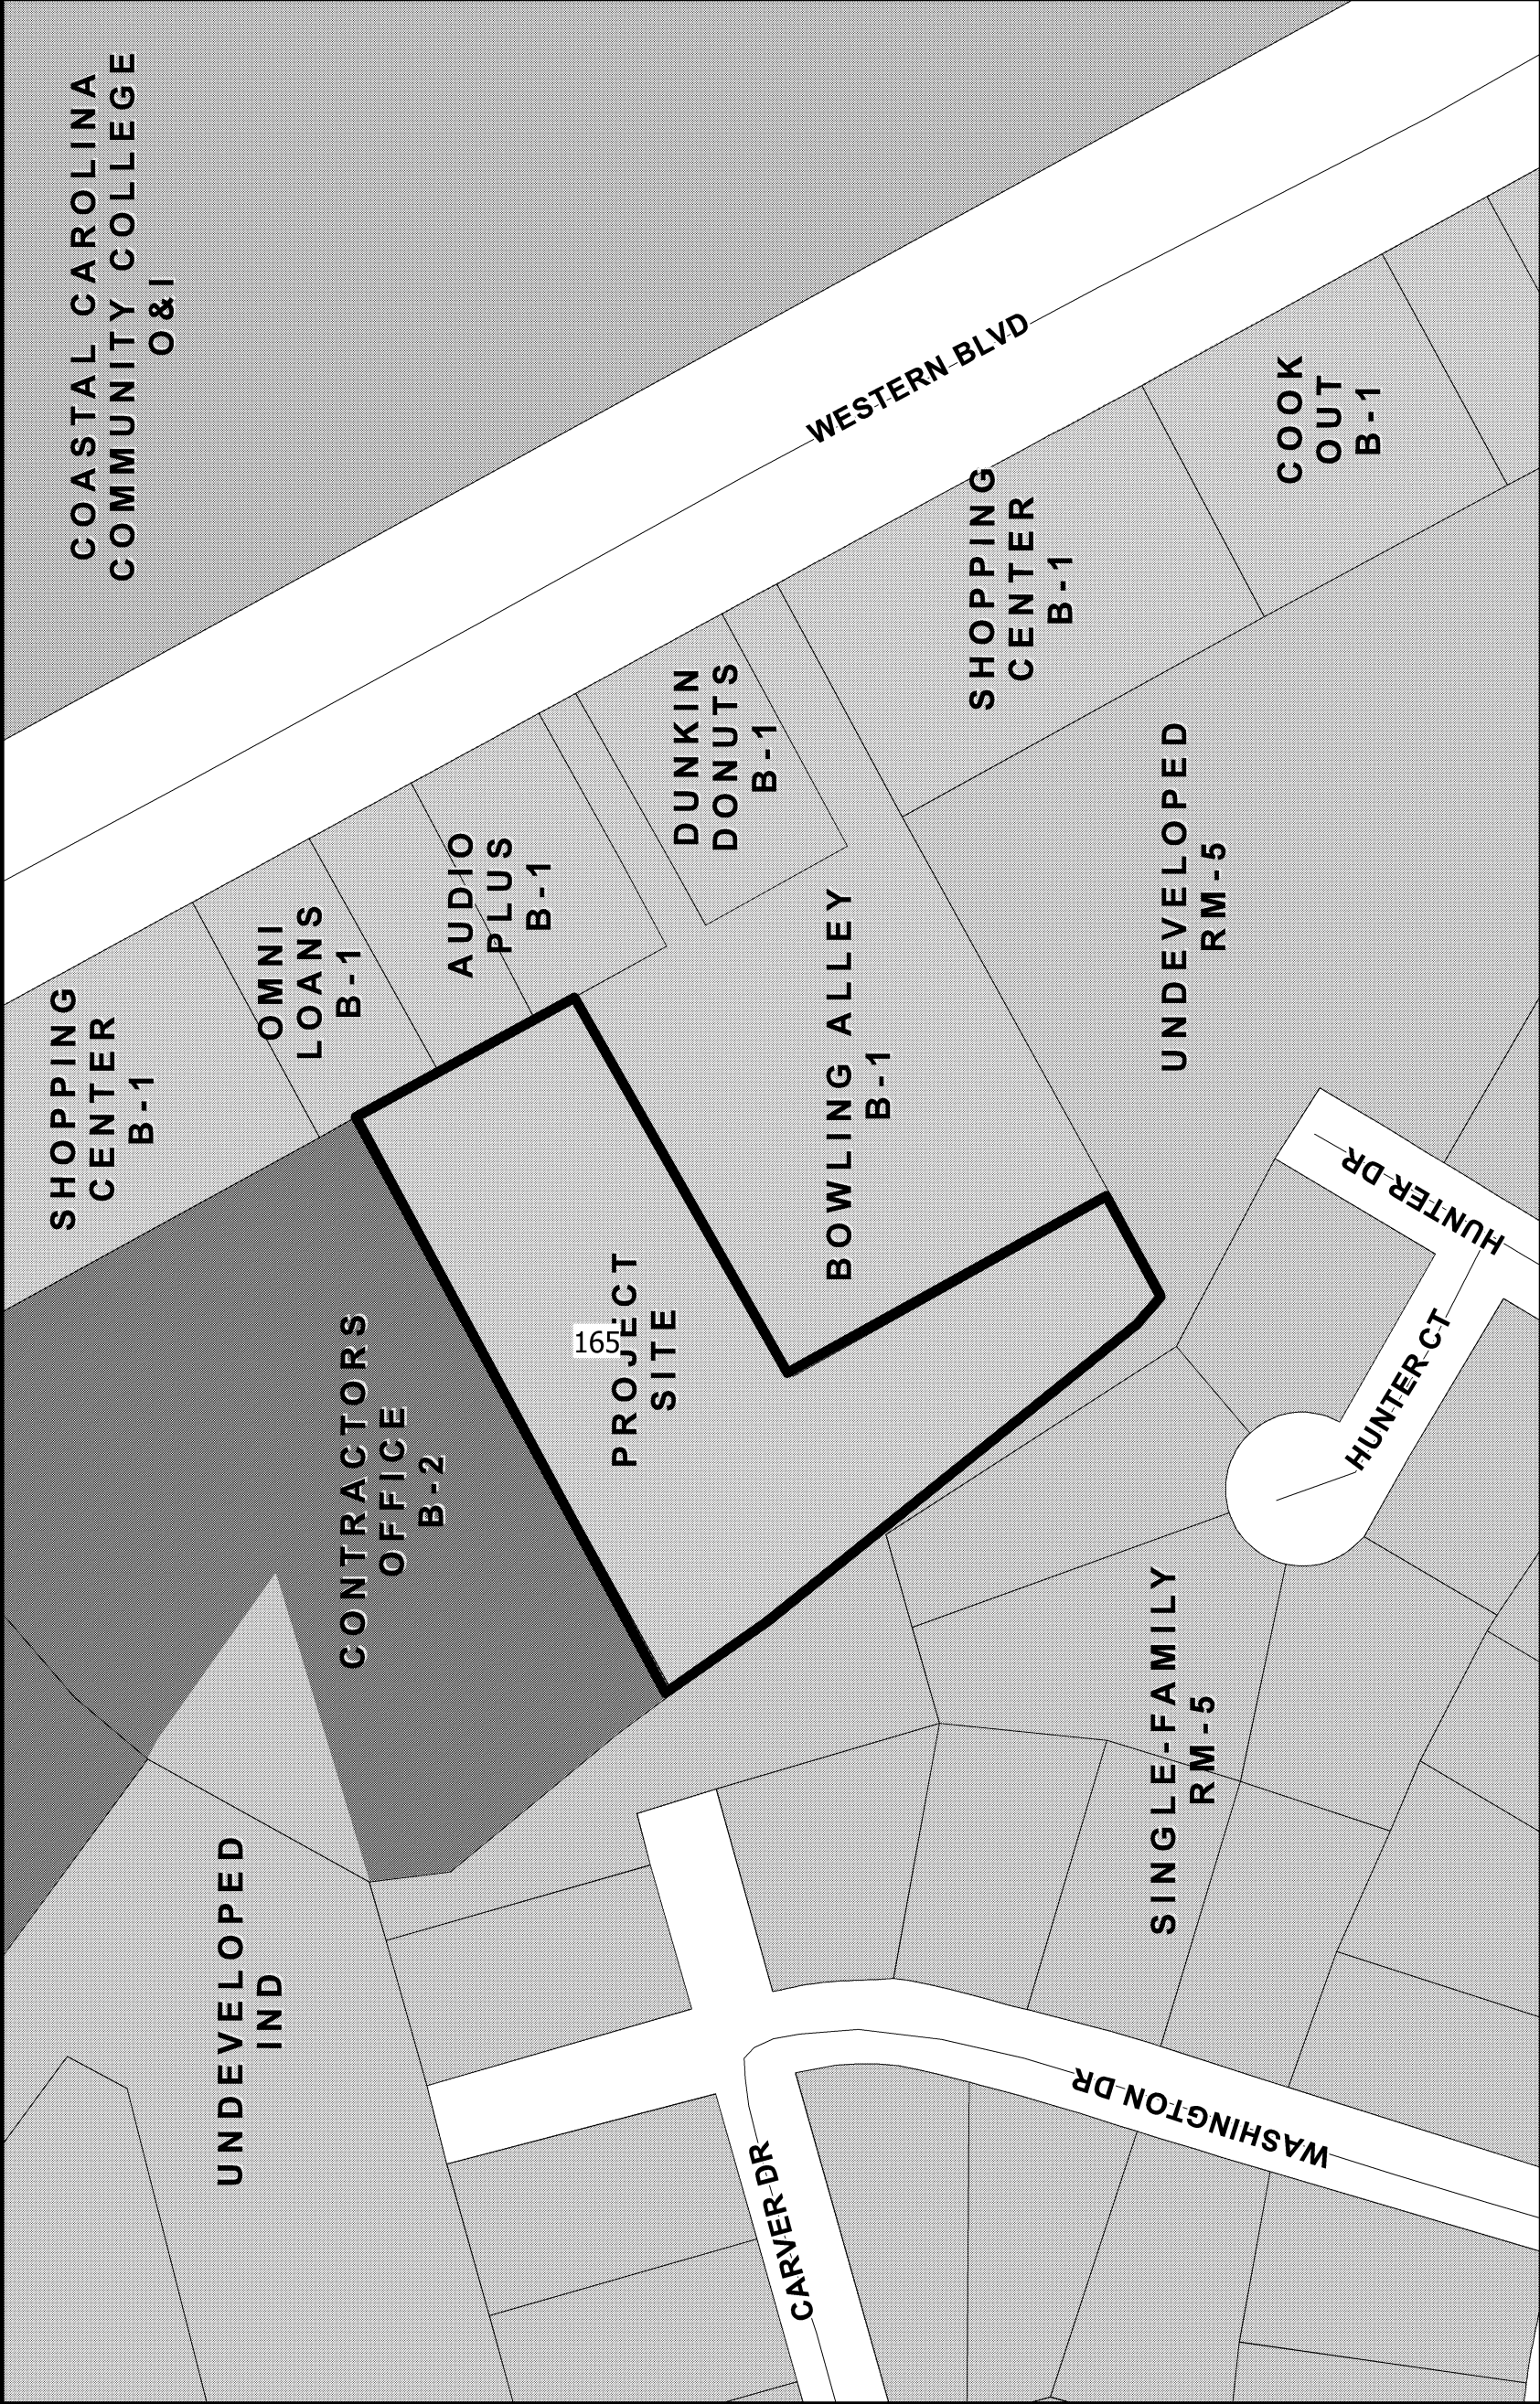 COASTAL CAROLINA
COMMUNITY COLLEGE
O&I
WESTERN BLVD
COOK
OUT
B-1
SHOPPING
CENTER
B-1
DUNKIN
DONUTS
B-1
AUDIO
PLUS
B-1
OMNI
LOANS
B-1
SHOPPING
CENTER
B-1
BOWLING ALLEY
B-1
UNDEVELOPED
RM-5
HUNTER DR
HUNTER CT
PROJECT
SITE
165
CONTRACTORS
OFFICE
B-2
SINGLE-FAMILY
RM-5
UNDEVELOPED
IND
WASHINGTON DR
CARVER DR